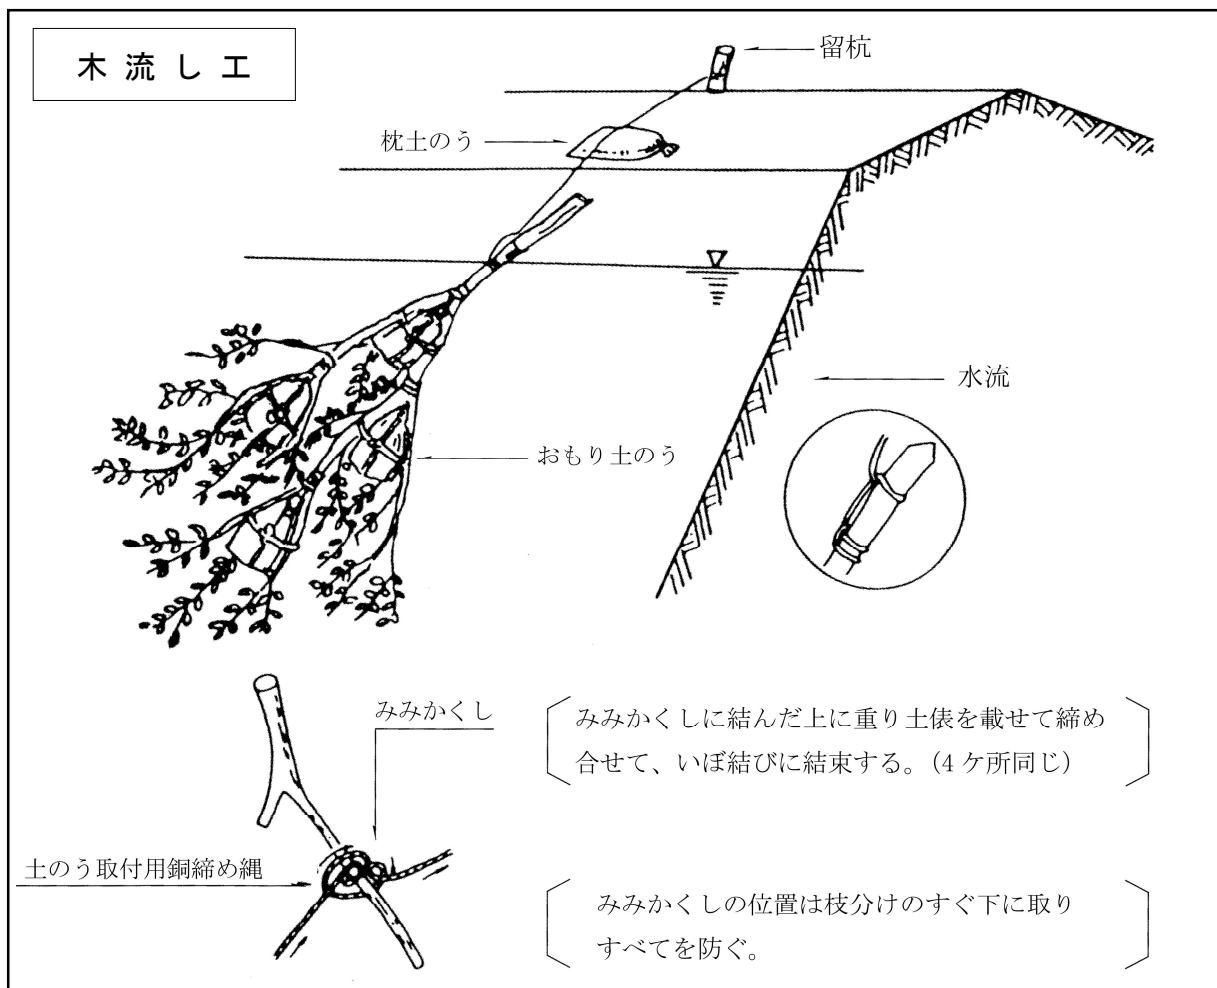 木流し工
留杭
枕土のう
水流
おもり土のう
みみかくし
みみかくしに結んだ上に重り土俵を載せて締め
合せて、いぼ結びに結束する。(4ケ所同じ)
土のう取付用銅締め縄
みみかくしの位置は枝分けのすぐ下に取り
すべてを防ぐ。